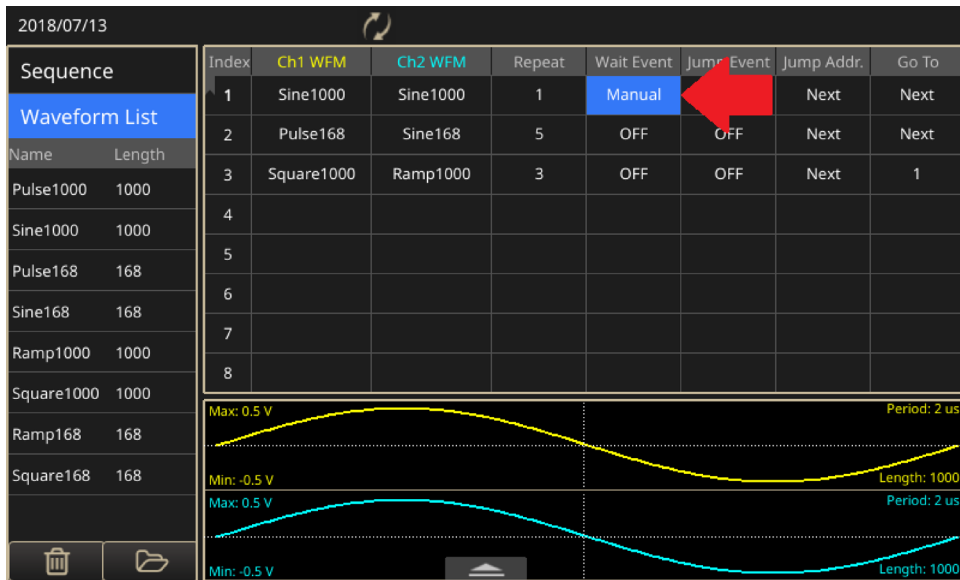 2018/07/13
Sequence
Waveform List
Name Length
Pulse1000 1000
Sine1000 1000
Pulse168 168
Sine168 168
Ramp1000 1000
Square1000 1000
Ramp168 168
Square168 168
Index Ch1 WFM Ch2 WFM Repeat Wait Event Jump Event Jump Addr. Go To
1 Sine1000 Sine1000 1 Manual Next Next
2 Pulse168 Sine168 5 OFF OFF Next Next
3 Square1000 Ramp1000 3 OFF OFF Next 1
4
5
6
7
8
Max: 0.5 V Period: 2 us
Min: -0.5 V Length: 1000
Max: 0.5 V Period: 2 us
Min: -0.5 V Length: 1000